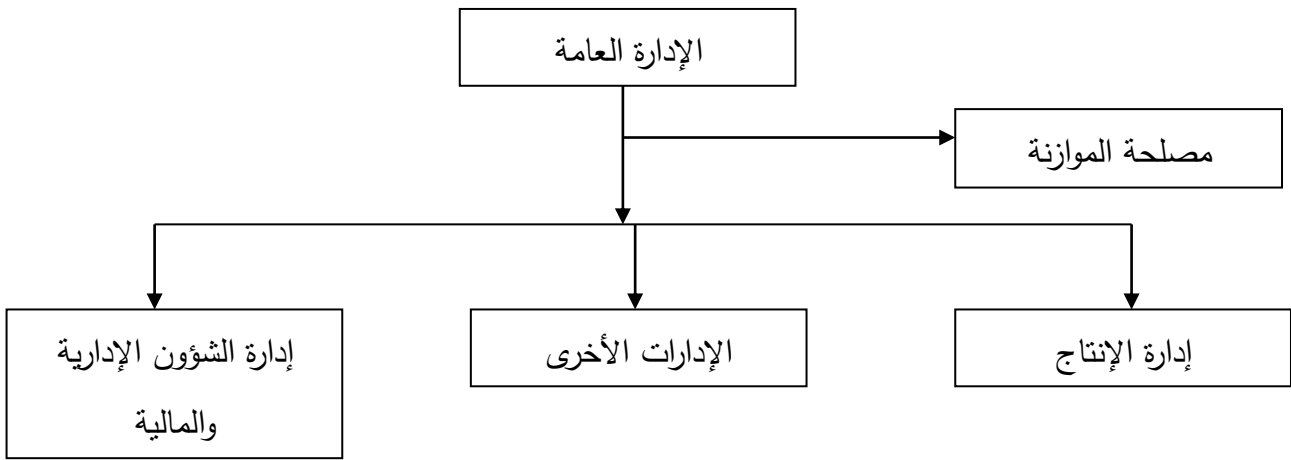 الإدارة العامة
مصلحة الموازنة
إدارة الإنتاج
الإدارات الأخرى
إدارة الشؤون الإدارية
والمالية